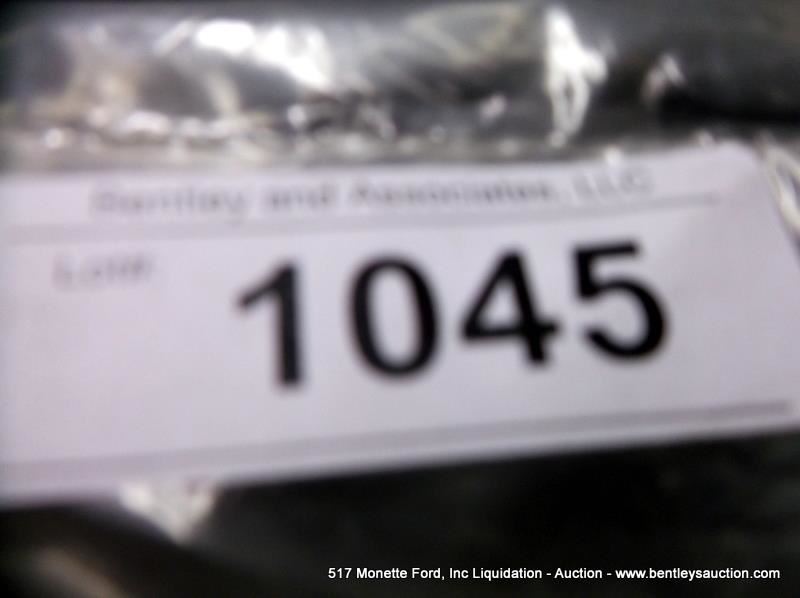 Bentley and Associates, LLC
Lot#:
1045
517 Monette Ford, Inc Liquidation - Auction - www.bentleysauction.com